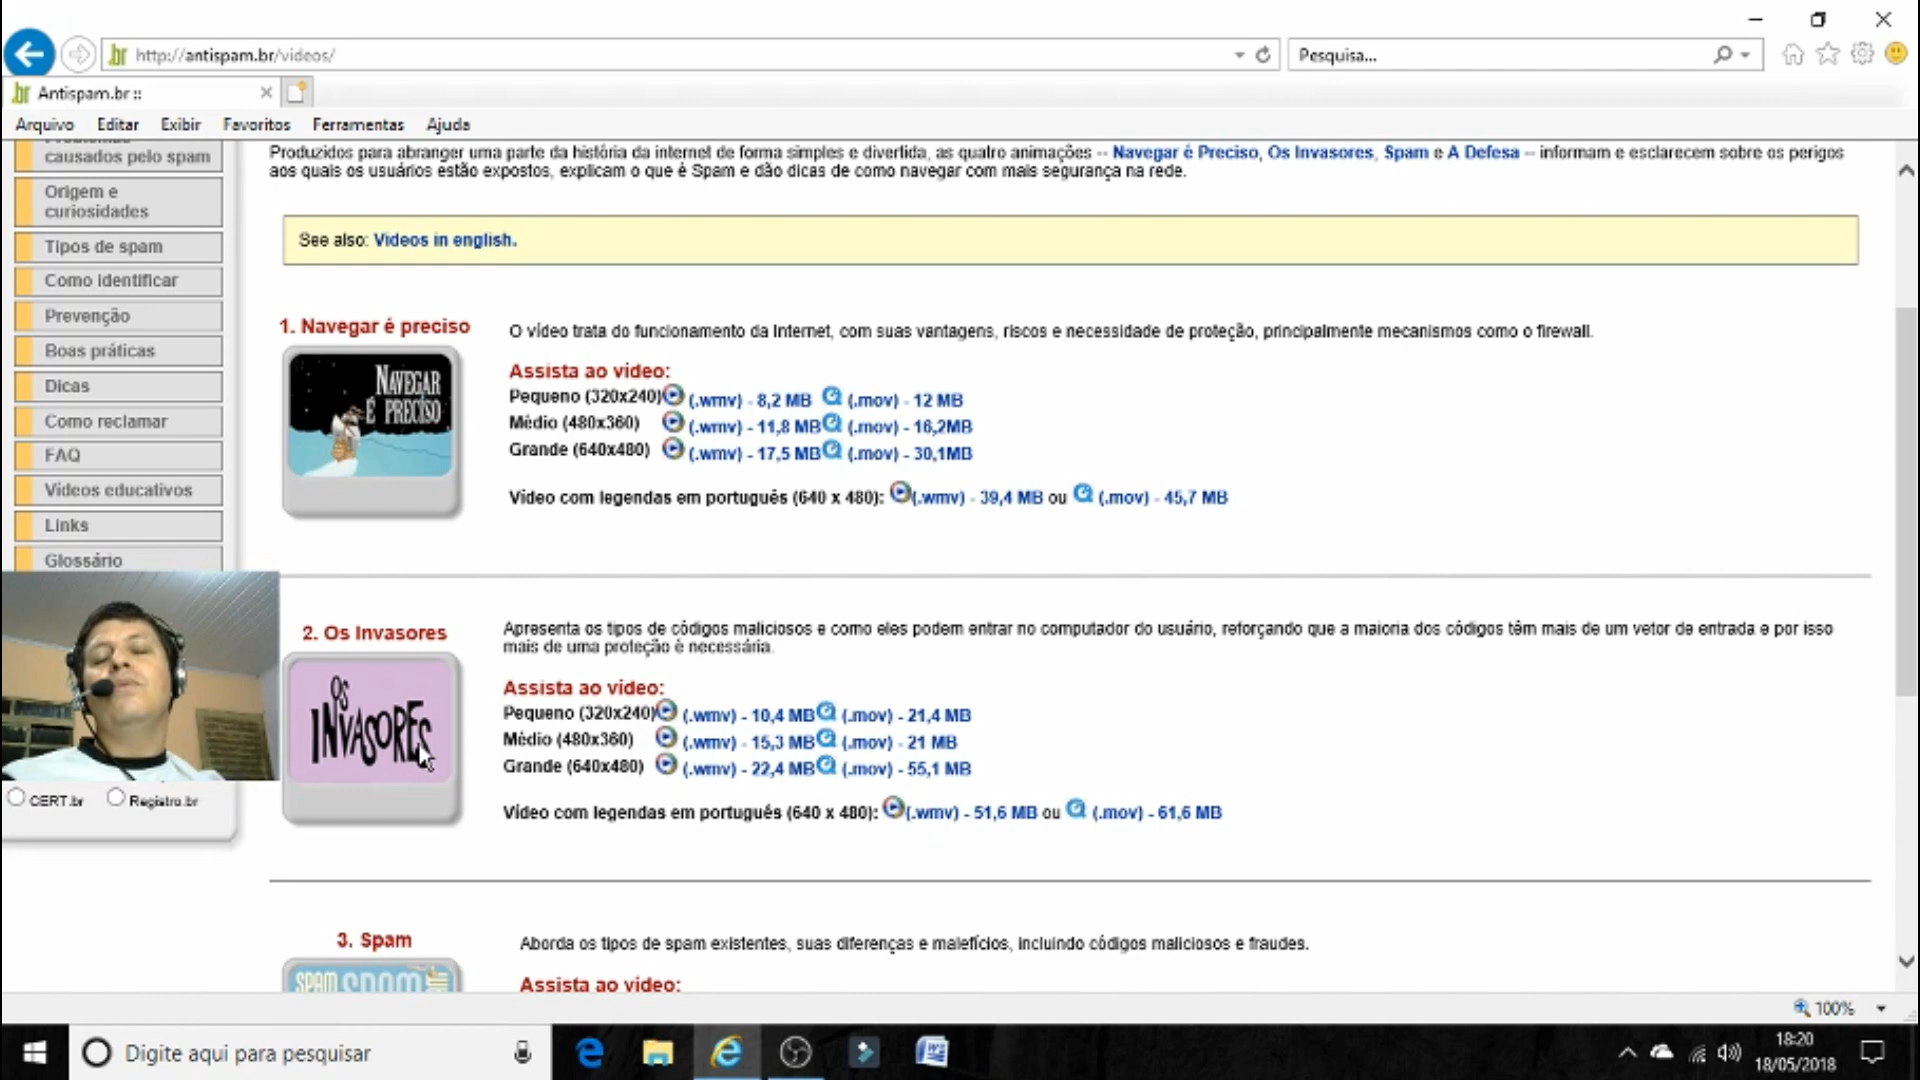 http://antispam.br/videos/
Pesquisa...
Antispam.br ::
Arquivo Editar Exibir Favoritos Ferramentas Ajuda
causados pelo spam
Origem e
curiosidades
Tipos de spam
Como identificar
Prevenção
Boas práticas
Dicas
Como reclamar
FAQ
Videos educativos
Links
Glossário
CERT.br Registro.br
Produzidos para abranger uma parte da história da internet de forma simples e divertida, as quatro animações -- Navegar é Preciso, Os Invasores, Spam e A Defesa -- informam e esclarecem sobre os perigos
aos quais os usuários estão expostos, explicam o que é Spam e dão dicas de como navegar com mais segurança na rede.
See also: Videos in english.
1. Navegar é preciso
NAVEGAR
É PRECISO
O vídeo trata do funcionamento da Internet, com suas vantagens, riscos e necessidade de proteção, principalmente mecanismos como o firewall.
Assista ao vídeo:
Pequeno (320x240) (.wmv) - 8,2 MB (.mov) - 12 MB
Médio (480x360) (.wmv) - 11,8 MB (.mov) - 16,2MB
Grande (640x480) (.wmv) - 17,5 MB (.mov) - 30,1MB
Vídeo com legendas em português (640 x 480): (.wmv) - 39,4 MB ou (.mov) - 45,7 MB
2. Os Invasores
OS
INVASORES
Apresenta os tipos de códigos maliciosos e como eles podem entrar no computador do usuário, reforçando que a maioria dos códigos têm mais de um vetor de entrada e por isso
mais de uma proteção é necessária.
Assista ao vídeo:
Pequeno (320x240) (.wmv) - 10,4 MB (.mov) - 21,4 MB
Médio (480x360) (.wmv) - 15,3 MB (.mov) - 21 MB
Grande (640x480) (.wmv) - 22,4 MB (.mov) - 55,1 MB
Vídeo com legendas em português (640 x 480): (.wmv) - 51,6 MB ou (.mov) - 61,6 MB
3. Spam
SPAM SPAM
Aborda os tipos de spam existentes, suas diferenças e malefícios, incluindo códigos maliciosos e fraudes.
Assista ao vídeo:
100%
Digite aqui para pesquisar
18:20
18/05/2018